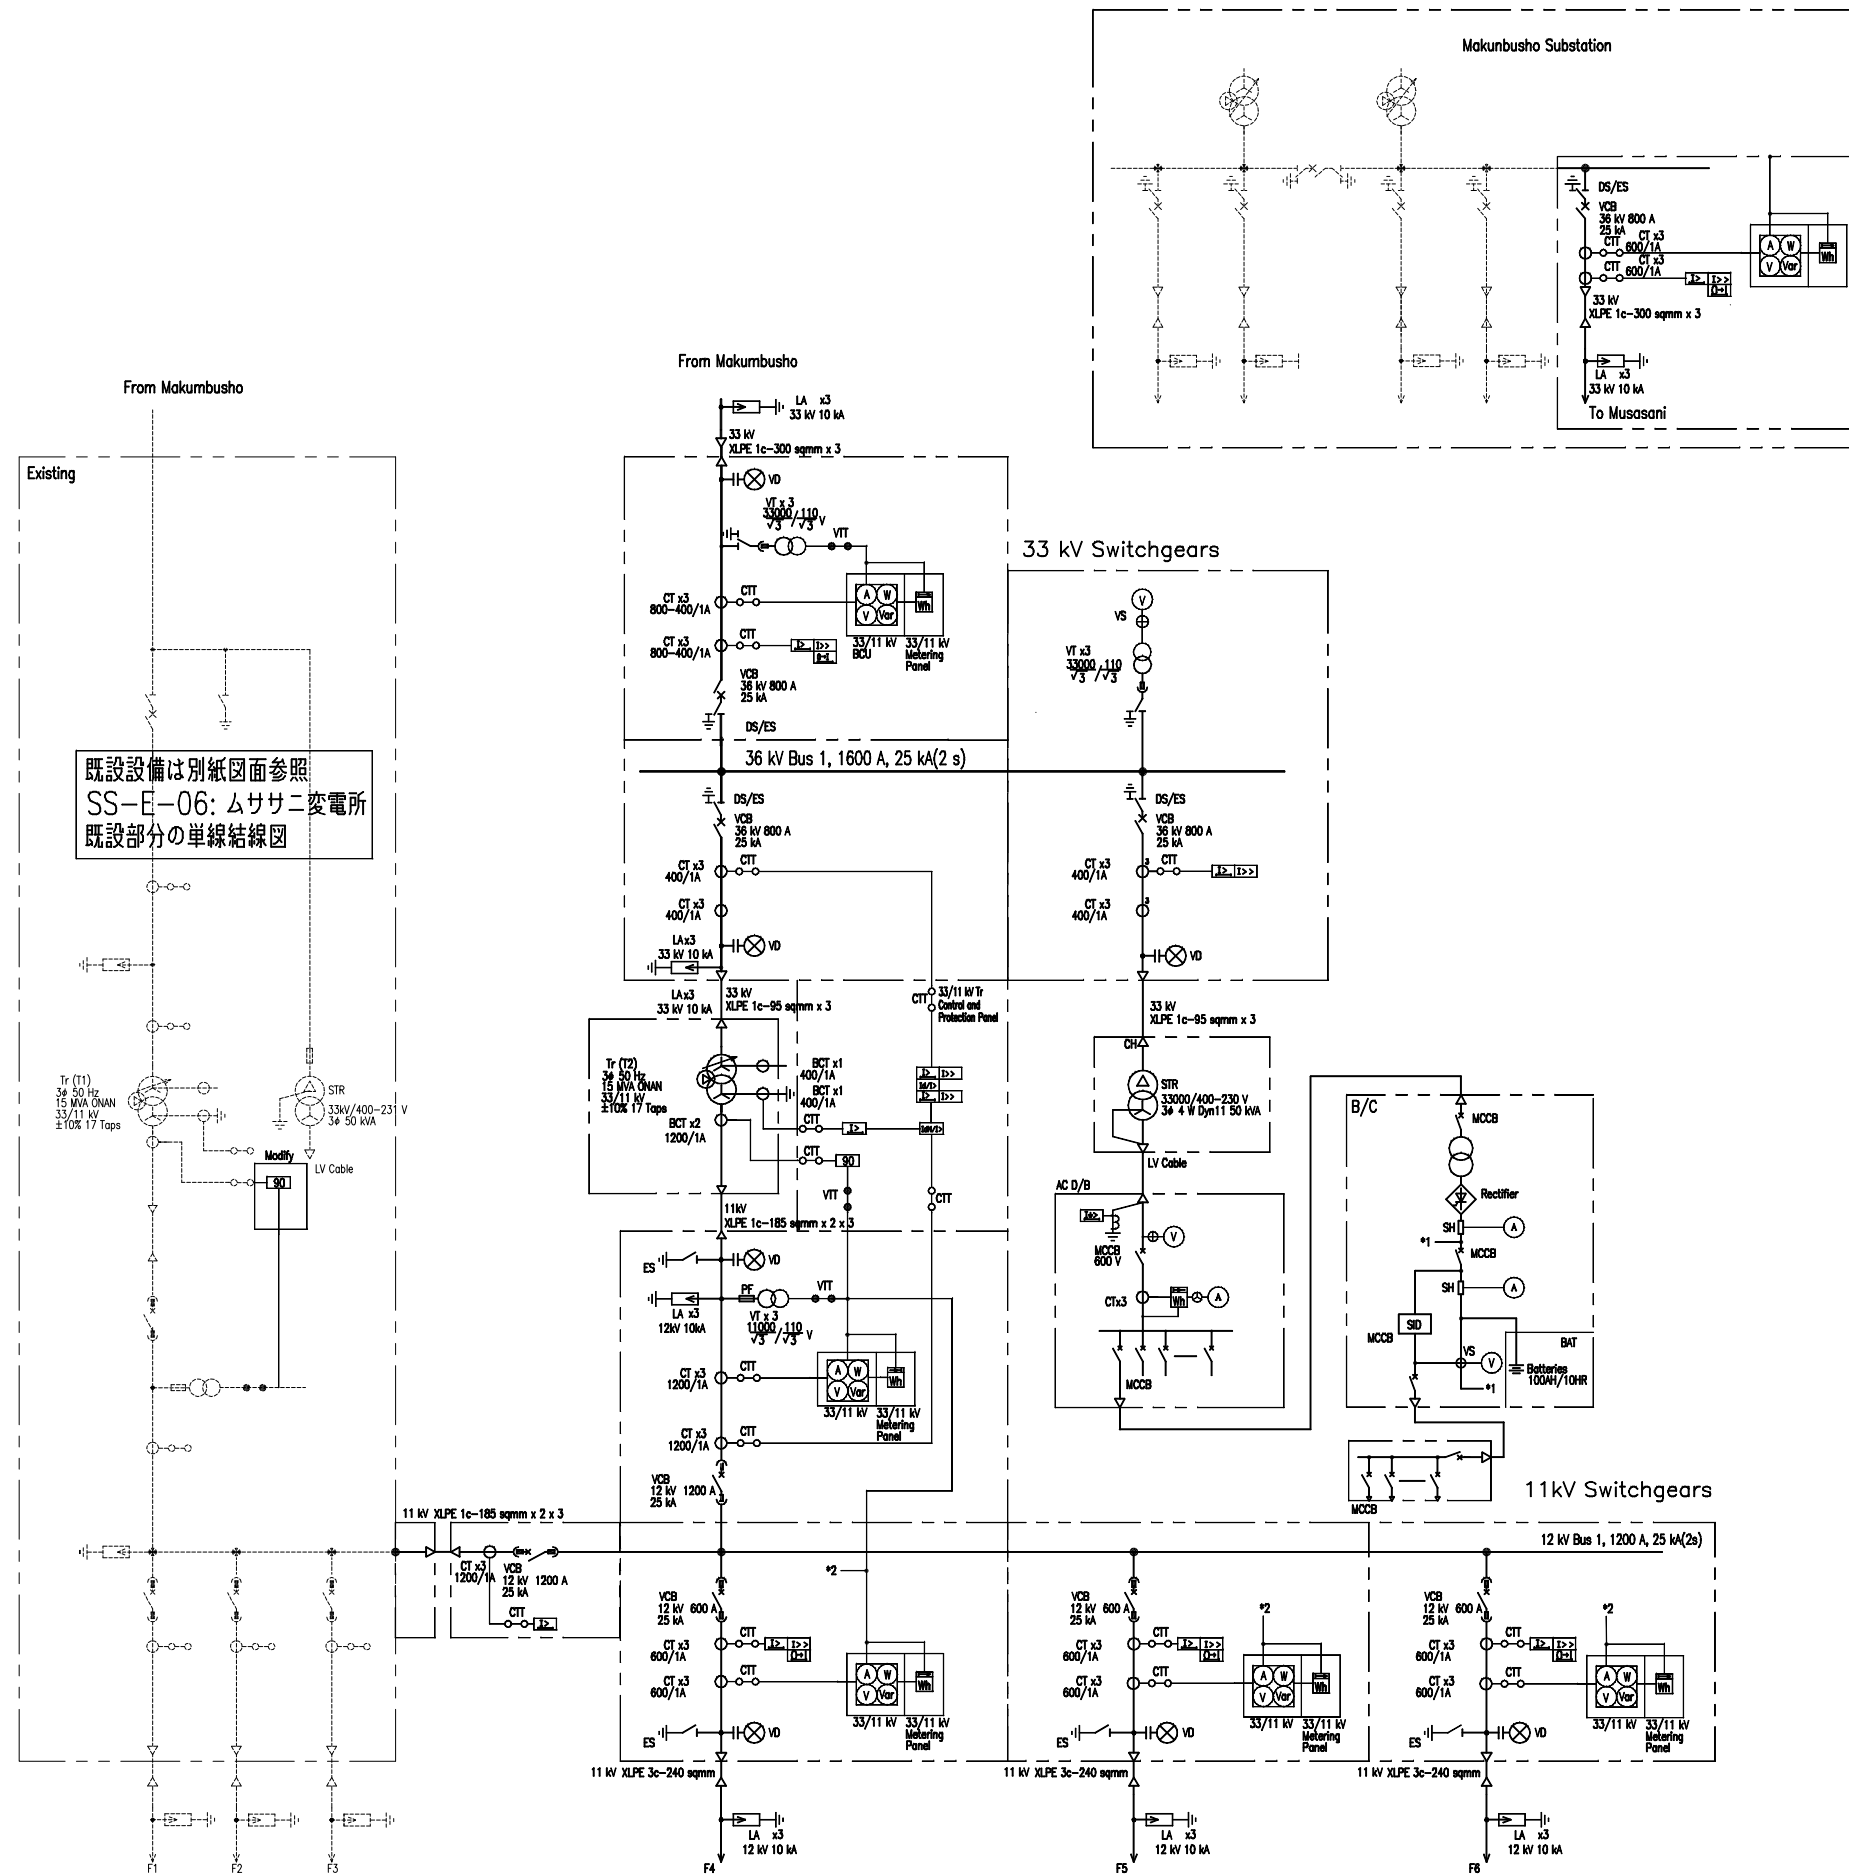 Makunbusho Substation
DS/ES
VCB
36 kV 800 A
25 kA
CTT
CT x3
600/1A
CTT
CT x3
600/1A
A
W
V
Var
Wh
I>
I>>
33 kV
XLPE 1c-300 sqmm x 3
LA x3
33 kV 10 kA
To Musasani
From Makumbusho
Existing
既設設備は別紙図面参照
SS-E-06: ムササニ変電所
既設部分の単線結線図
Tr (T1)
3ϕ 50 Hz
15 MVA ONAN
33/11 kV
±10% 17 Taps
STR
33kV/400-231 V
3ϕ 50 kVA
LV Cable
Modify
90
F1
F2
F3
From Makumbusho
LA x3
33 kV 10 kA
33 kV
XLPE 1c-300 sqmm x 3
VD
VT x 3
33000/√3 / 110/√3 V
VTT
CT x3
800-400/1A
CTT
A
W
V
Var
Wh
33/11 kV
BCU
33/11 kV
Metering
Panel
CT x3
800-400/1A
CTT
I>
I>>
VCB
36 kV 800 A
25 kA
DS/ES
33 kV Switchgears
V
VS
VT x3
33000/√3 / 110/√3
36 kV Bus 1, 1600 A, 25 kA(2 s)
DS/ES
VCB
36 kV 800 A
25 kA
CT x3
400/1A
CTT
CT x3
400/1A
VD
LAx3
33 kV 10 kA
DS/ES
VCB
36 kV 800 A
25 kA
CT x3
400/1A
3
CTT
I>
I>>
CT x3
400/1A
3
VD
LAx3
33 kV 10 kA
33 kV
XLPE 1c-95 sqmm x 3
CTT
33/11 kV Tr
Control and
Protection Panel
Tr (T2)
3ϕ 50 Hz
15 MVA ONAN
33/11 kV
±10% 17 Taps
BCT x1
400/1A
BCT x1
400/1A
BCT x2
1200/1A
CTT
I>
I>
I>>
I>
I>>
CTT
90
VTT
CTT
11kV
XLPE 1c-185 sqmm x 2 x 3
33 kV
XLPE 1c-95 sqmm x 3
CH
STR
33000/400-230 V
3ϕ 4 W Dyn11 50 kVA
LV Cable
AC D/B
V
MCCB
600 V
CTx3
Wh
A
MCCB
B/C
MCCB
Rectifier
SH
A
*1
MCCB
SH
A
SID
MCCB
BAT
VS
V
Batteries
100AH/10HR
*1
MCCB
ES
VD
LA x3
12kV 10kA
PF
VT x 3
11000/√3 / 110/√3 V
VTT
CT x3
1200/1A
CTT
A
W
V
Var
Wh
33/11 kV
33/11 kV
Metering
Panel
CT x3
1200/1A
CTT
VCB
12 kV 1200 A
25 kA
11kV Switchgears
11 kV XLPE 1c-185 sqmm x 2 x 3
CT x3
1200/1A
VCB
12 kV 1200 A
25 kA
CTT
I>
12 kV Bus 1, 1200 A, 25 kA(2s)
*2
VCB
12 kV 600 A
25 kA
CT x3
600/1A
CTT
I>
I>>
CT x3
600/1A
CTT
A
W
V
Var
Wh
33/11 kV
33/11 kV
Metering
Panel
ES
VD
11 kV XLPE 3c-240 sqmm
LA x3
12 kV 10 kA
F4
VCB
12 kV 600 A
25 kA
*2
CT x3
600/1A
CTT
I>
I>>
CT x3
600/1A
CTT
A
W
V
Var
Wh
33/11 kV
33/11 kV
Metering
Panel
ES
VD
11 kV XLPE 3c-240 sqmm
LA x3
12 kV 10 kA
F5
VCB
12 kV 600 A
25 kA
*2
CT x3
600/1A
CTT
I>
I>>
CT x3
600/1A
CTT
A
W
V
Var
Wh
33/11 kV
33/11 kV
Metering
Panel
ES
VD
11 kV XLPE 3c-240 sqmm
LA x3
12 kV 10 kA
F6